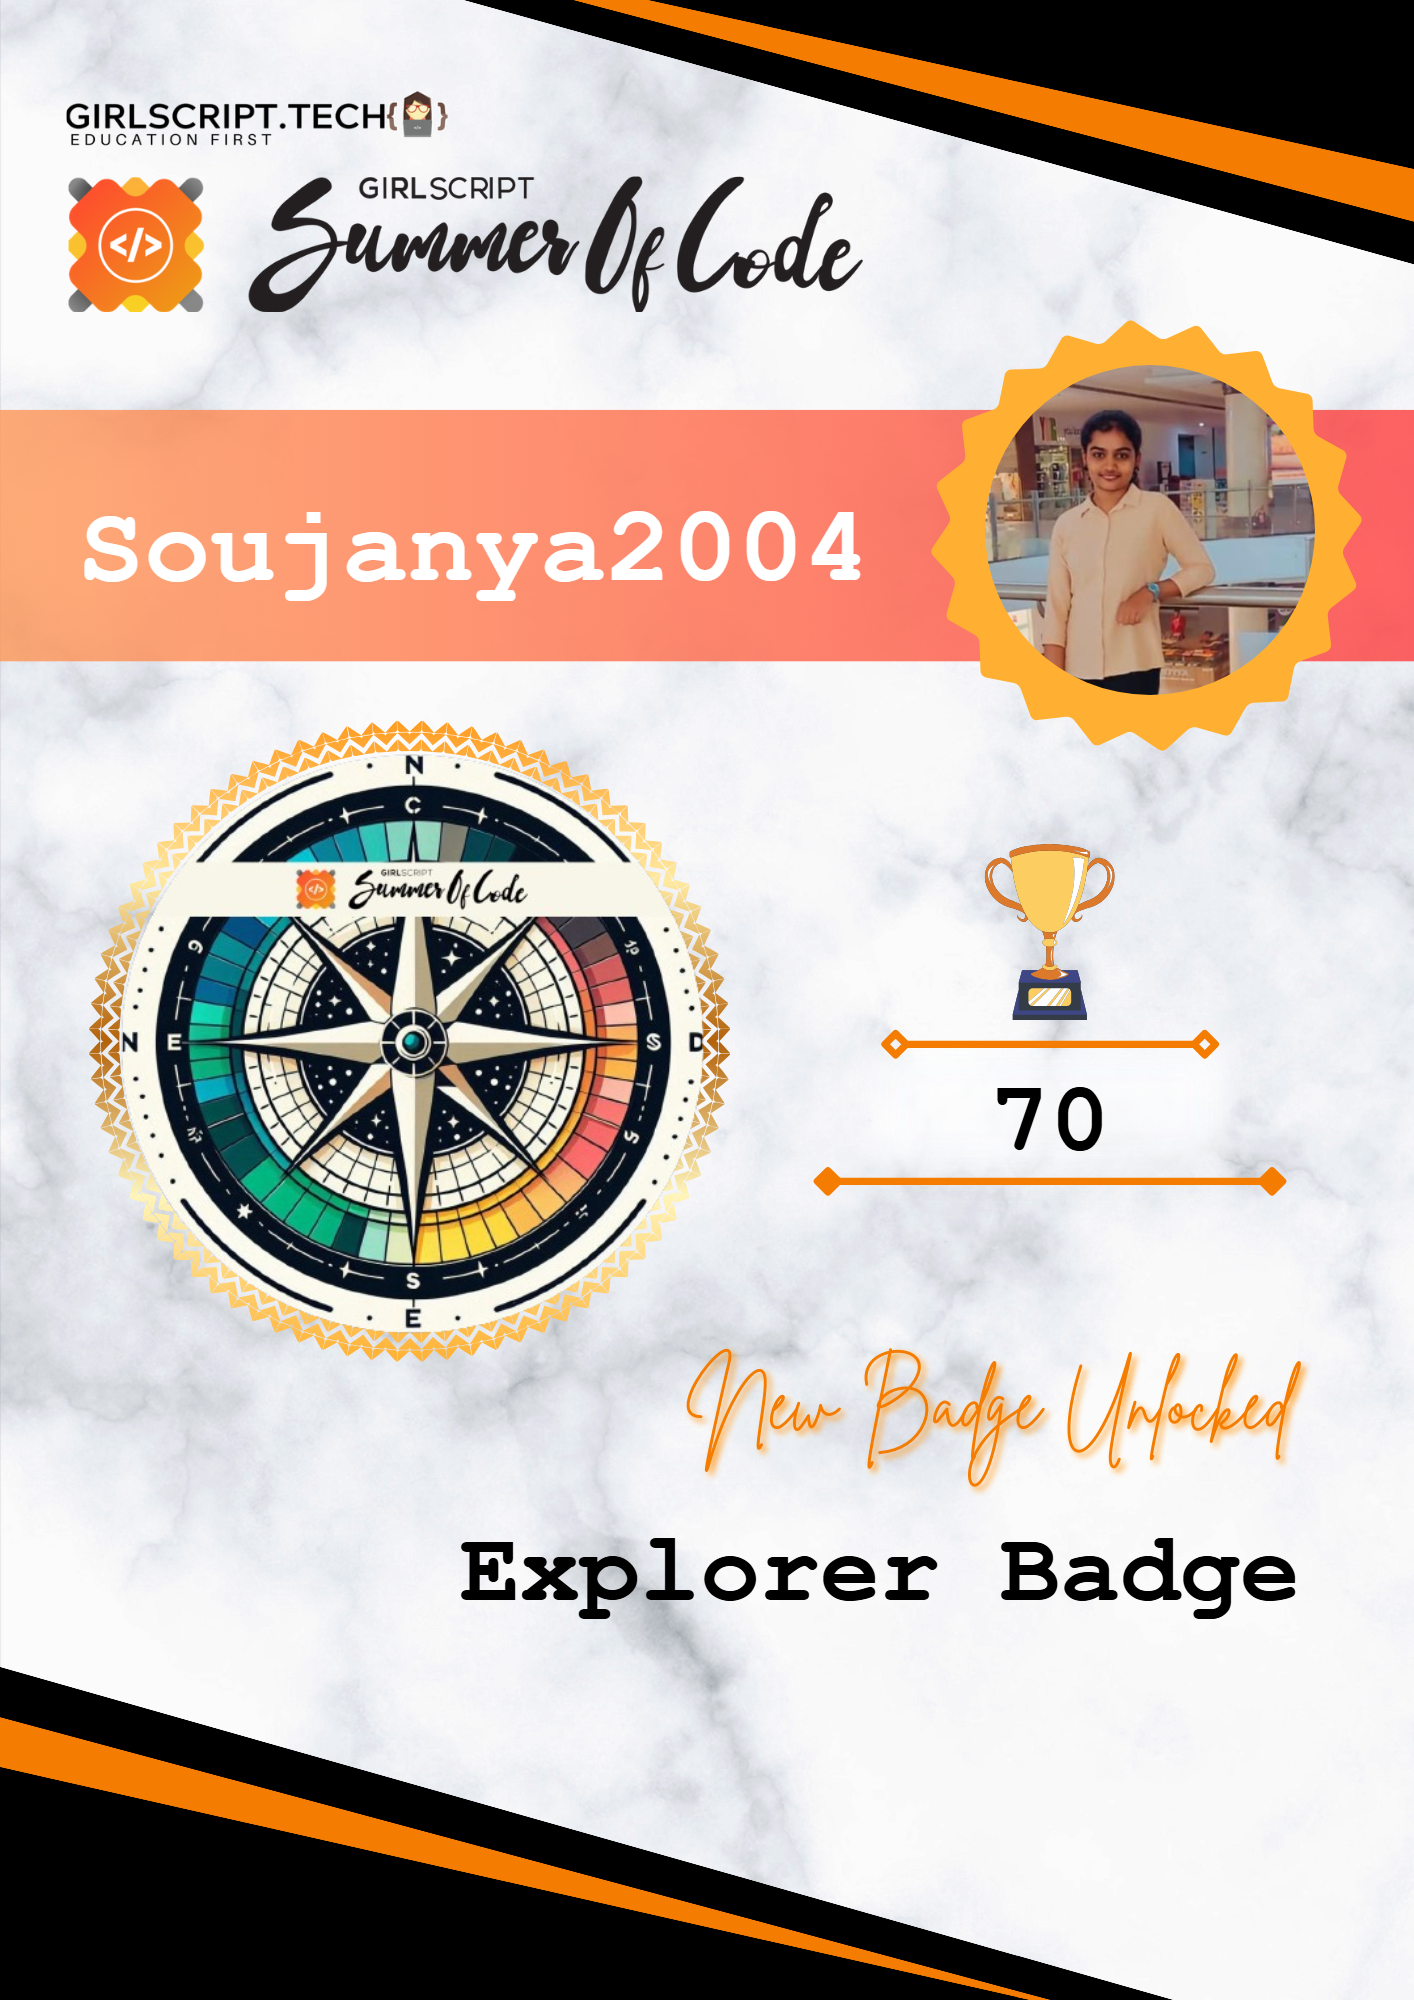 GIRLSCRIPT.TECH{ }
EDUCATION FIRST
GIRLSCRIPT
Summer Of Code
</>
Soujanya2004
N
C
GIRLSCRIPT
Summer Of Code
</>
N E S D
S
E
70
New Badge Unlocked
Explorer Badge